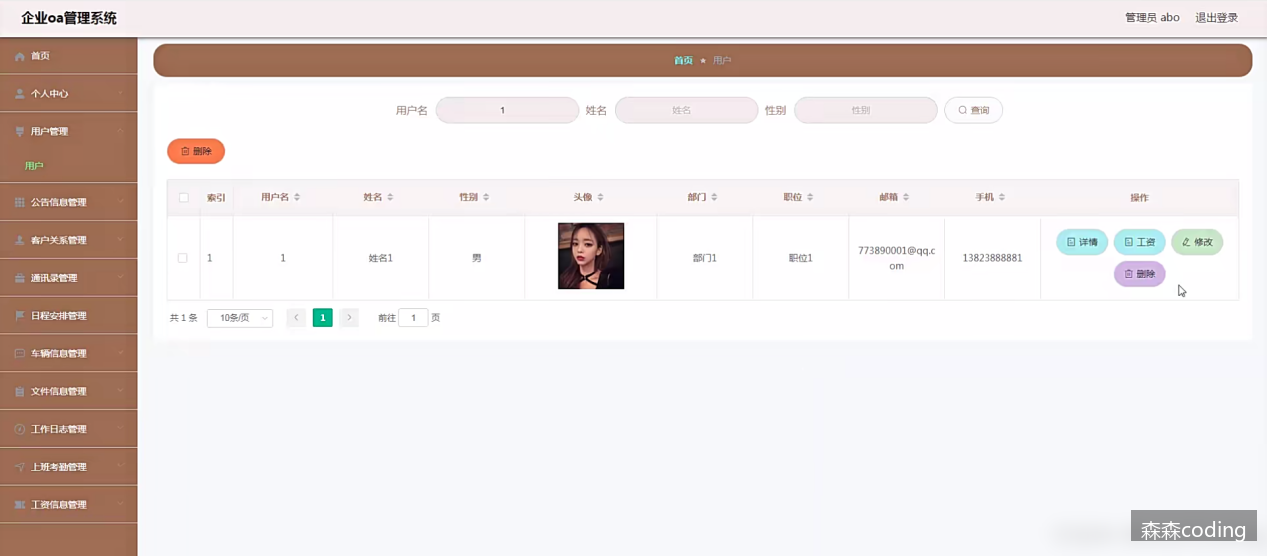 企业oa管理系统
管理员 abo 退出登录
首页
个人中心
用户管理
用户
公告信息管理
客户关系管理
通讯录管理
日程安排管理
车辆信息管理
文件信息管理
工作日志管理
上班考勤管理
工资信息管理
首页 ★ 用户
用户名 1 姓名 姓名 性别 性别 查询
删除
索引 用户名 姓名 性别 头像 部门 职位 邮箱 手机 操作
1 1 姓名1 男 部门1 职位1 773890001@qq.c 13823888881 详情 工资 修改
om
删除
共 1 条 10条/页 1 前往 1 页
森森coding